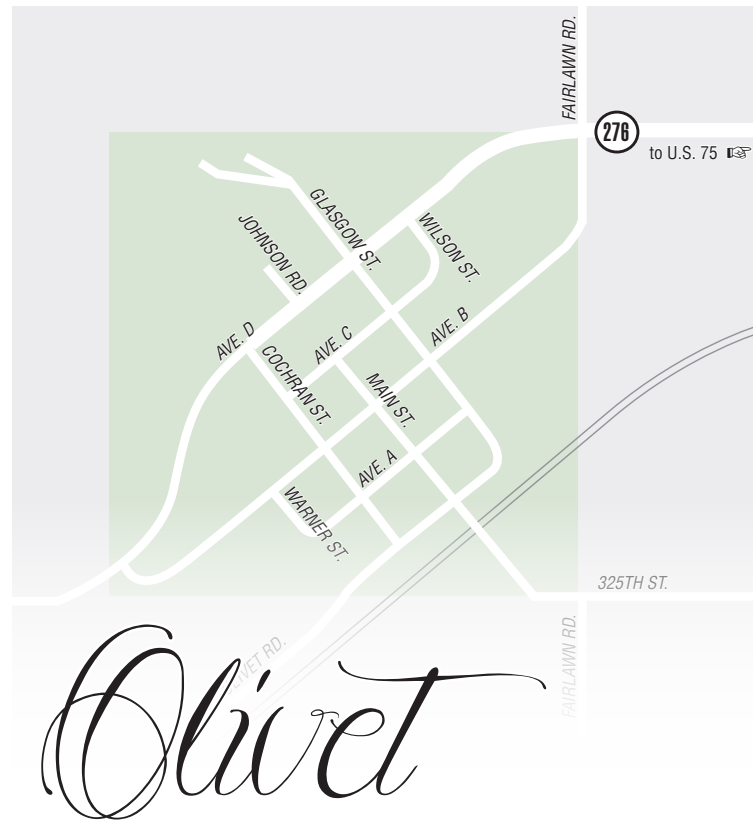 FAIRLAWN RD.
276
to U.S. 75 ☞
GLASGOW ST.
WILSON ST.
JOHNSON RD.
AVE. B
AVE. D
AVE. C
COCHRAN ST.
MAIN ST.
AVE. A
WARNER ST.
325TH ST.
FAIRLAWN RD.
LIVET RD.
Olivet